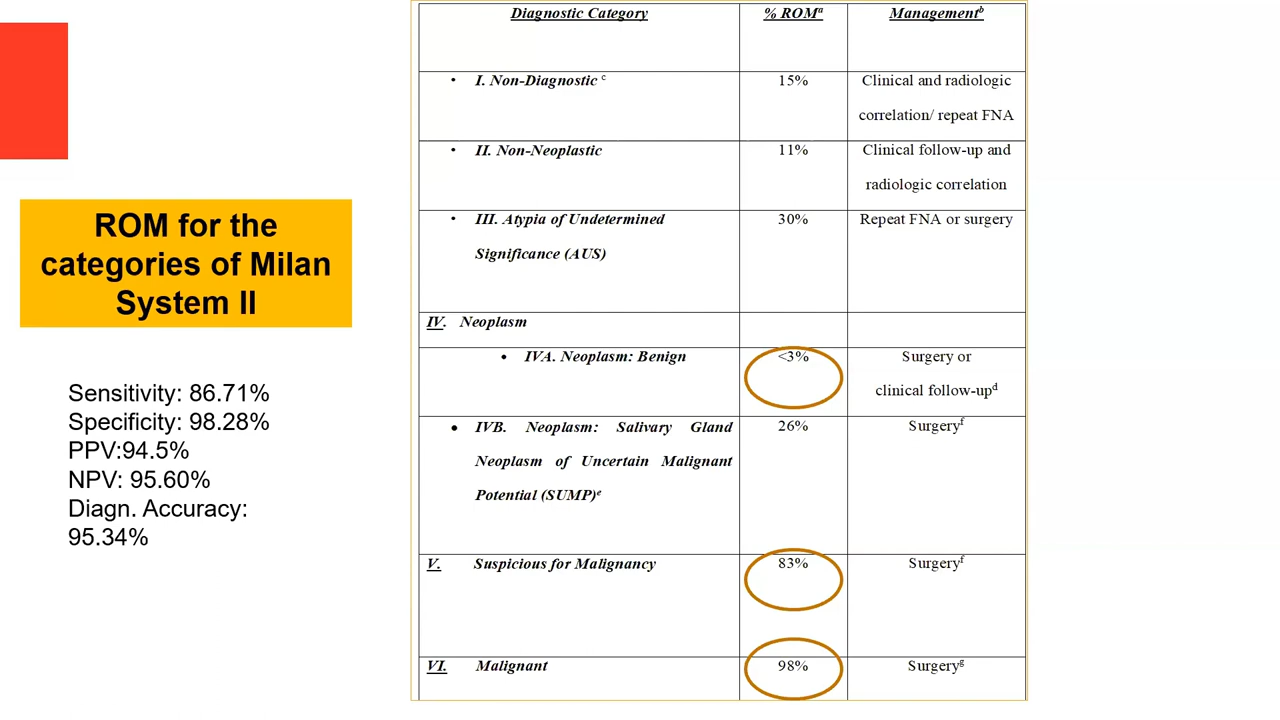 ROM for the
categories of Milan
System II
Sensitivity: 86.71%
Specificity: 98.28%
PPV:94.5%
NPV: 95.60%
Diagn. Accuracy:
95.34%
Diagnostic Category % ROMa Managementb
• I. Non-Diagnostic c 15% Clinical and radiologic
correlation/ repeat FNA
• II. Non-Neoplastic 11% Clinical follow-up and
radiologic correlation
• III. Atypia of Undetermined 30% Repeat FNA or surgery
Significance (AUS)
IV. Neoplasm
• IVA. Neoplasm: Benign <3% Surgery or
clinical follow-upd
• IVB. Neoplasm: Salivary Gland 26% Surgeryf
Neoplasm of Uncertain Malignant
Potential (SUMP)e
V. Suspicious for Malignancy 83% Surgeryf
VI. Malignant 98% Surgeryg